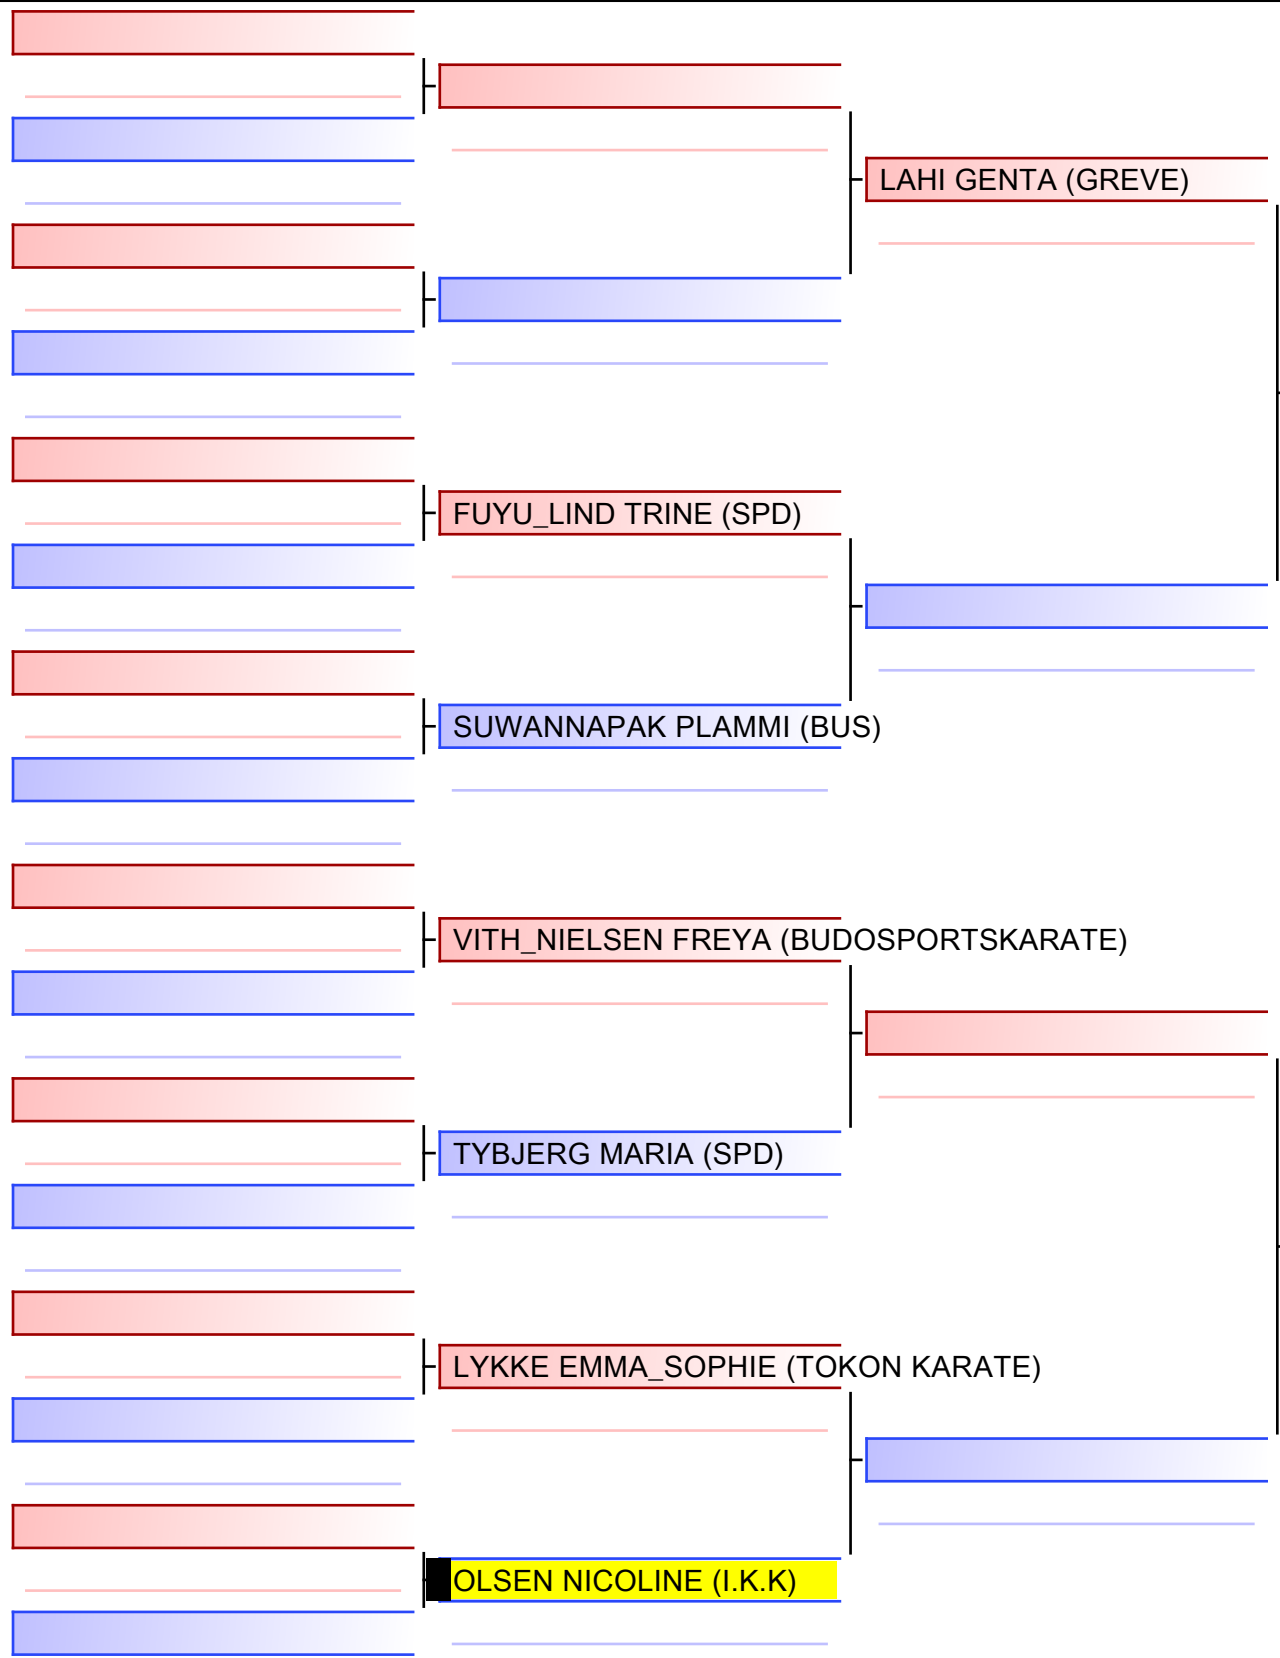 LAHI GENTA (GREVE)
FUYU_LIND TRINE (SPD)
SUWANNAPAK PLAMMI (BUS)
VITH_NIELSEN FREYA (BUDOSPORTSKARATE)
TYBJERG MARIA (SPD)
LYKKE EMMA_SOPHIE (TOKON KARATE)
OLSEN NICOLINE (I.K.K)